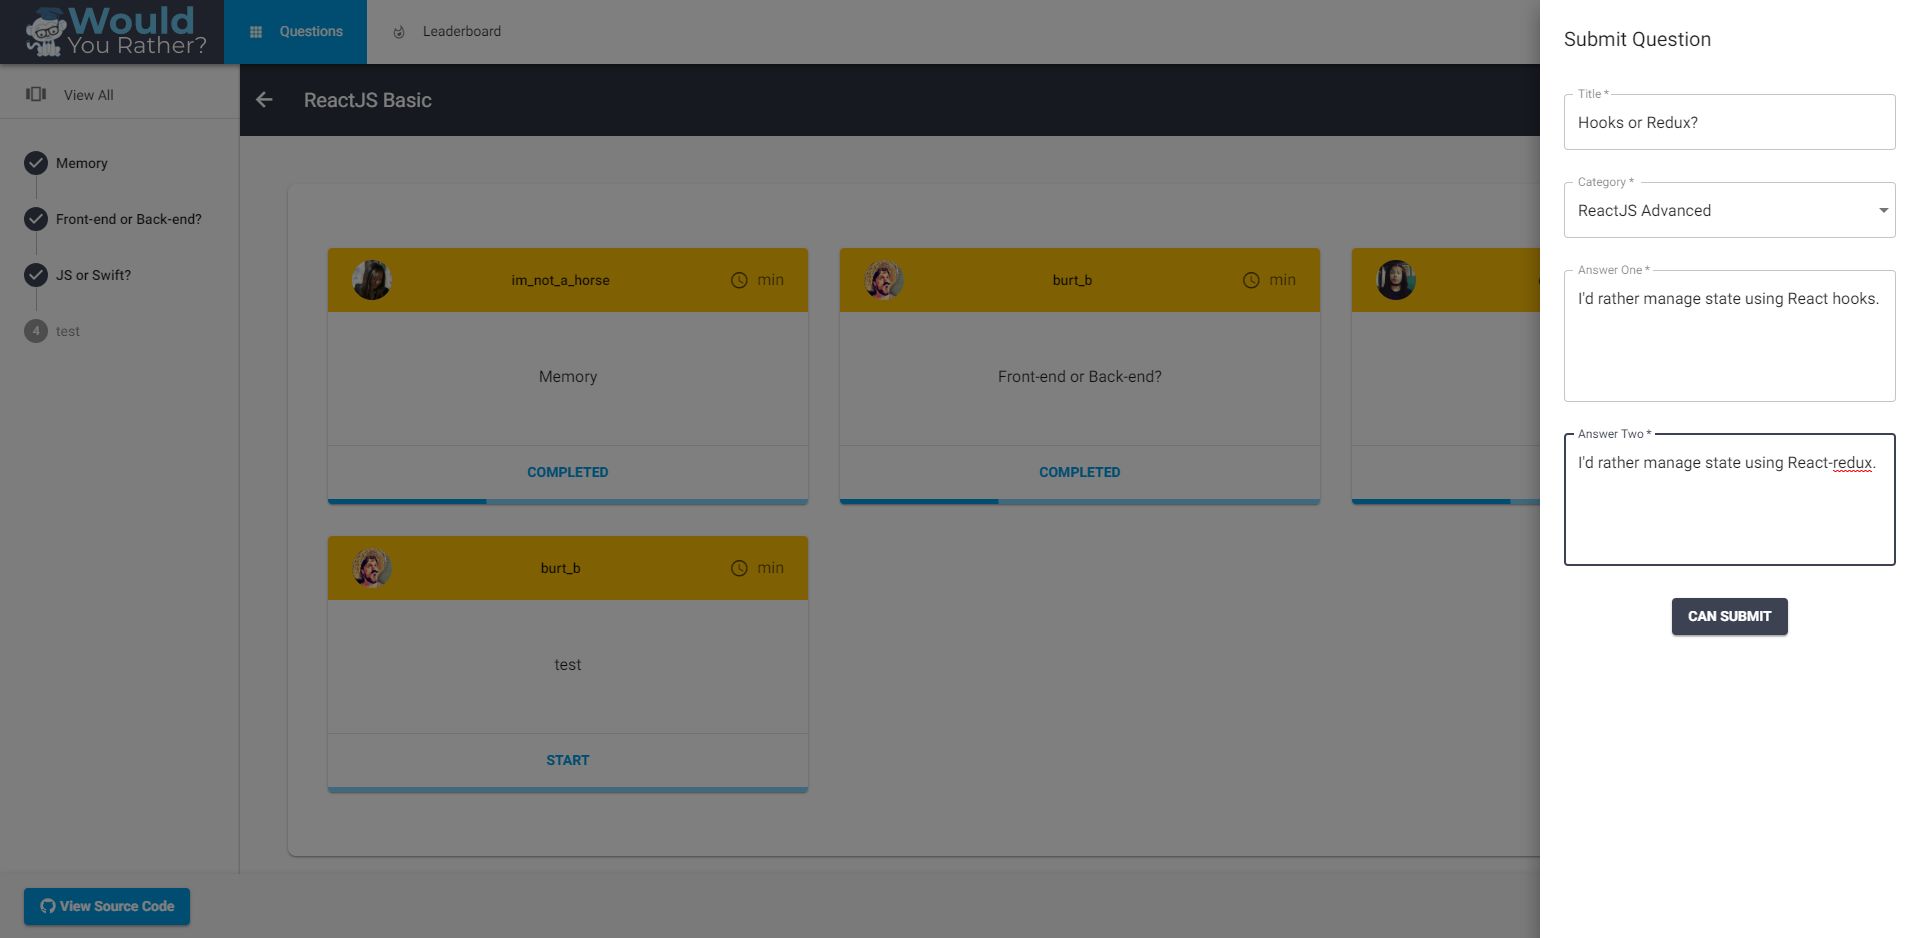 Would
You Rather?
Questions
Leaderboard
View All
Memory
Front-end or Back-end?
JS or Swift?
4 test
ReactJS Basic
im_not_a_horse
min
Memory
COMPLETED
burt_b
min
Front-end or Back-end?
COMPLETED
burt_b
min
test
START
View Source Code
Submit Question
Title *
Hooks or Redux?
Category *
ReactJS Advanced
Answer One *
I'd rather manage state using React hooks.
Answer Two *
I'd rather manage state using React-redux.
CAN SUBMIT